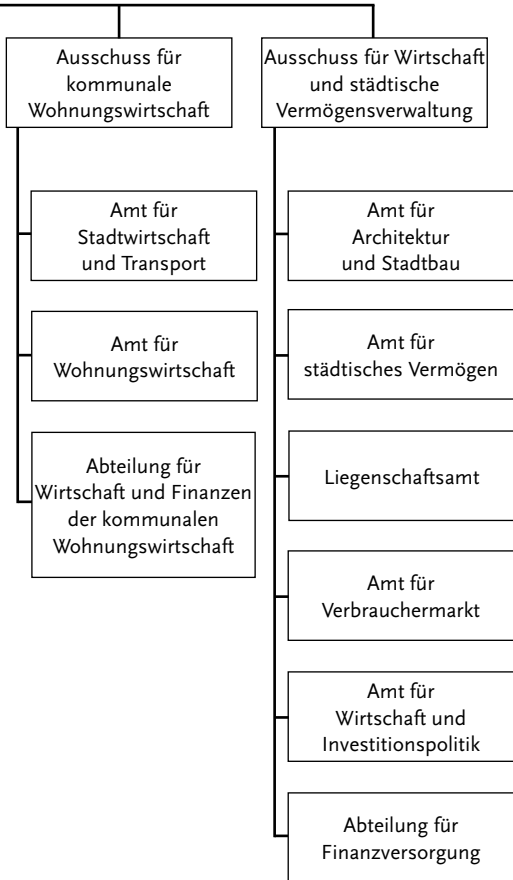 Ausschuss für
kommunale
Wohnungswirtschaft
Amt für
Stadtwirtschaft
und Transport
Amt für
Wohnungswirtschaft
Abteilung für
Wirtschaft und Finanzen
der kommunalen
Wohnungswirtschaft
Ausschuss für Wirtschaft
und städtische
Vermögensverwaltung
Amt für
Architektur
und Stadtbau
Amt für
städtisches Vermögen
Liegenschaftsamt
Amt für
Verbrauchermarkt
Amt für
Wirtschaft und
Investitionspolitik
Abteilung für
Finanzversorgung